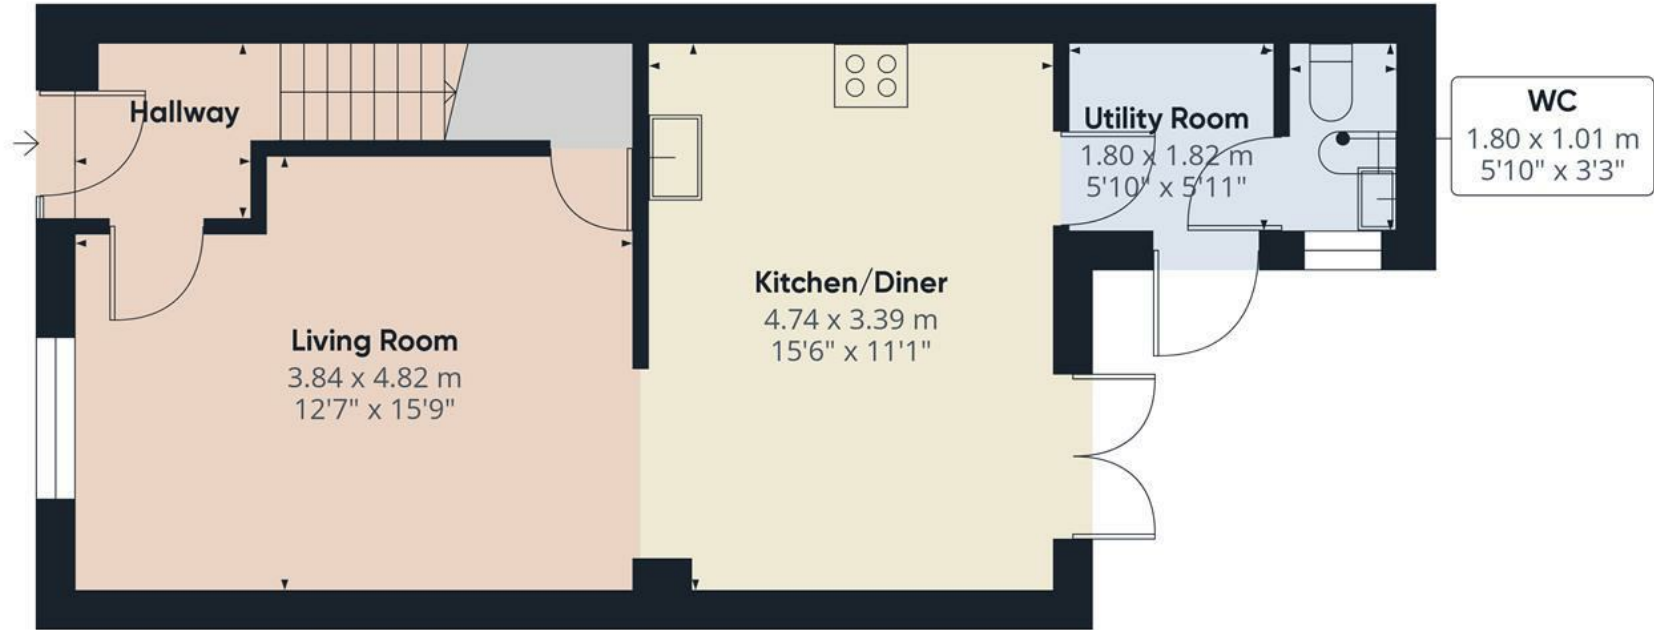 Hallway
Living Room
3.84 x 4.82 m
12'7" x 15'9"
Kitchen/Diner
4.74 x 3.39 m
15'6" x 11'1"
Utility Room
1.80 x 1.82 m
5'10" x 5'11"
WC
1.80 x 1.01 m
5'10" x 3'3"